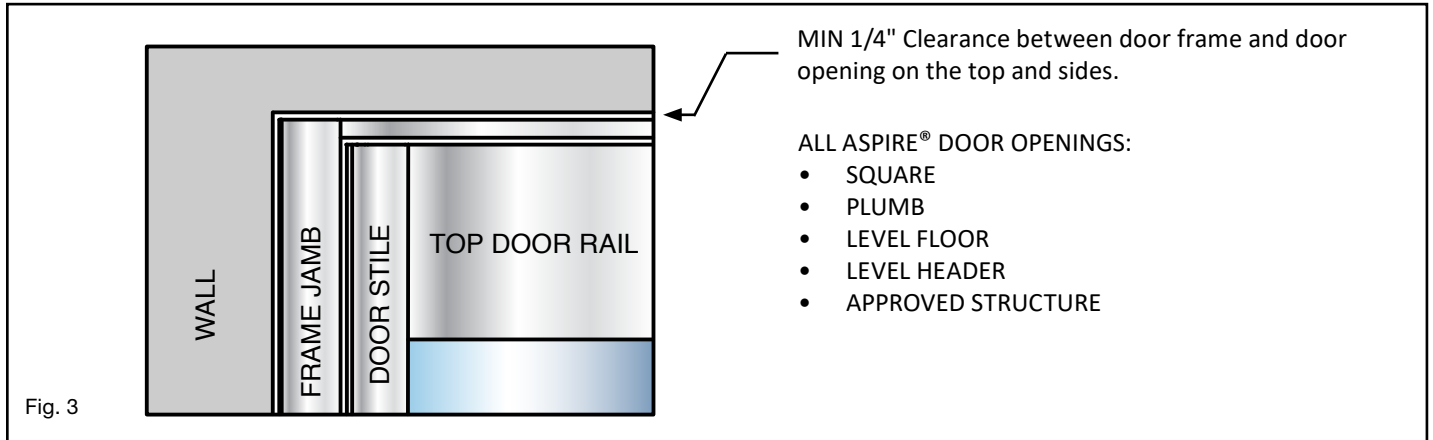 MIN 1/4" Clearance between door frame and door
opening on the top and sides.
ALL ASPIRE® DOOR OPENINGS:
• SQUARE
• PLUMB
• LEVEL FLOOR
• LEVEL HEADER
• APPROVED STRUCTURE
WALL
FRAME JAMB
DOOR STILE
TOP DOOR RAIL
Fig. 3